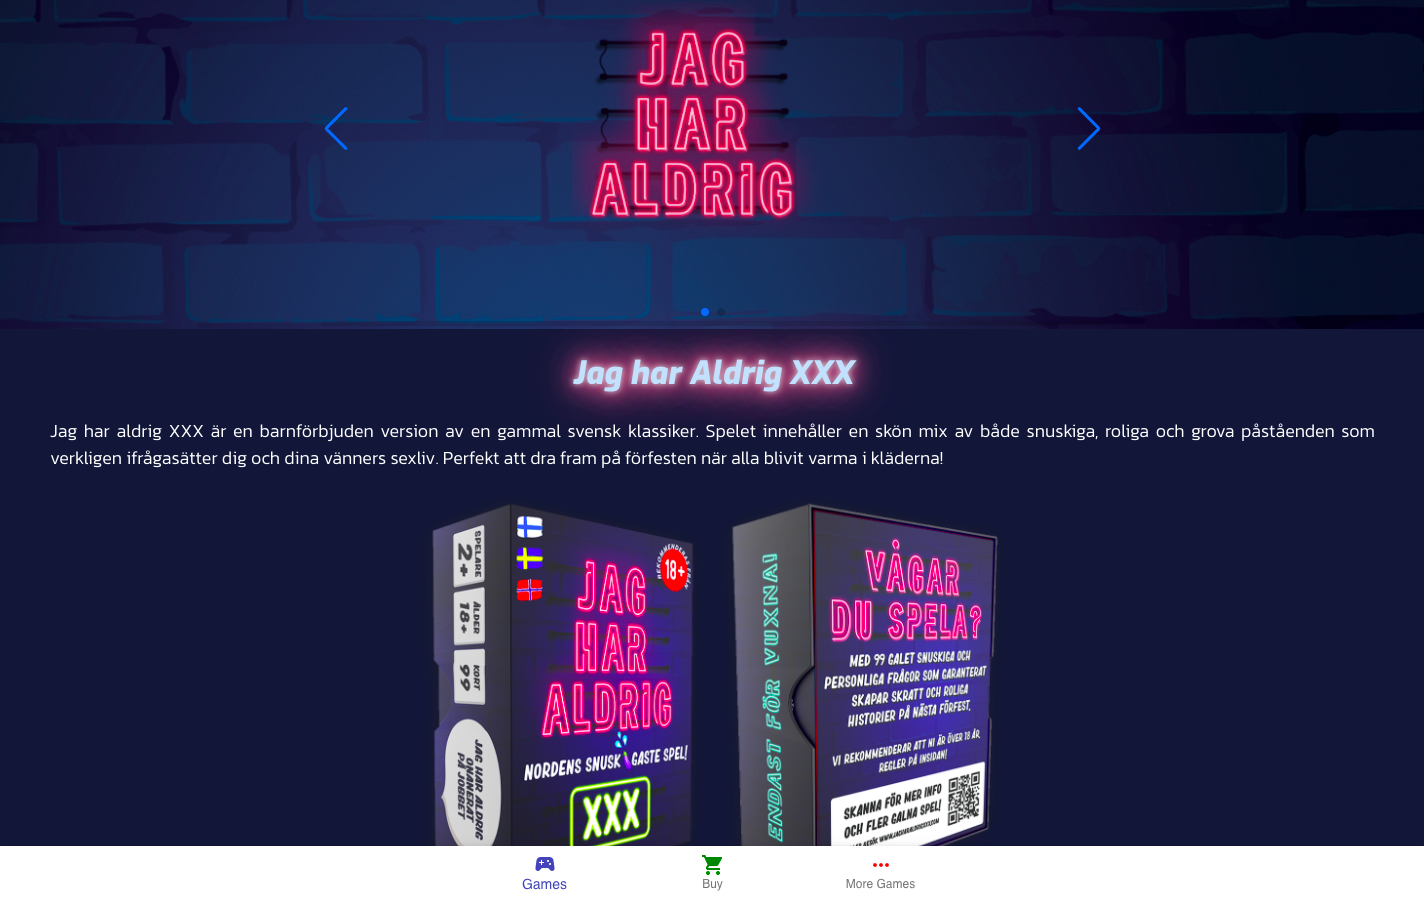 JAG
HAR
ALDRIG
Jag har Aldrig XXX
Jag har aldrig XXX är en barnförbjuden version av en gammal svensk klassiker. Spelet innehåller en skön mix av både snuskiga, roliga och grova påståenden som
verkligen ifrågasätter dig och dina vänners sexliv. Perfekt att dra fram på förfesten när alla blivit varma i kläderna!
SPELARE
2+
ÅLDER
18+
KORT
99
JAG HAR ALDRIG
ONANERAT
PÅ JOBBET
REKOMMENDERAS FRÅN
18+
JAG
HAR
ALDRIG
NORDENS SNUSKIGASTE SPEL!
XXX
ENDAST FÖR VUXNA!
VÅGAR
DU SPELA?
MED 99 GALET SNUSKIGA OCH
PERSONLIGA FRÅGOR SOM GARANTERAT
SKAPAR SKRATT OCH ROLIGA
HISTORIER PÅ NÄSTA FÖRFEST.
VI REKOMMENDERAR ATT NI ÄR ÖVER 18 ÅR.
REGLER PÅ INSIDAN!
SKANNA FÖR MER INFO
OCH FLER GALNA SPEL!
BESÖK WWW.JAGHARALDRIGXXX.COM
Games
Buy
More Games